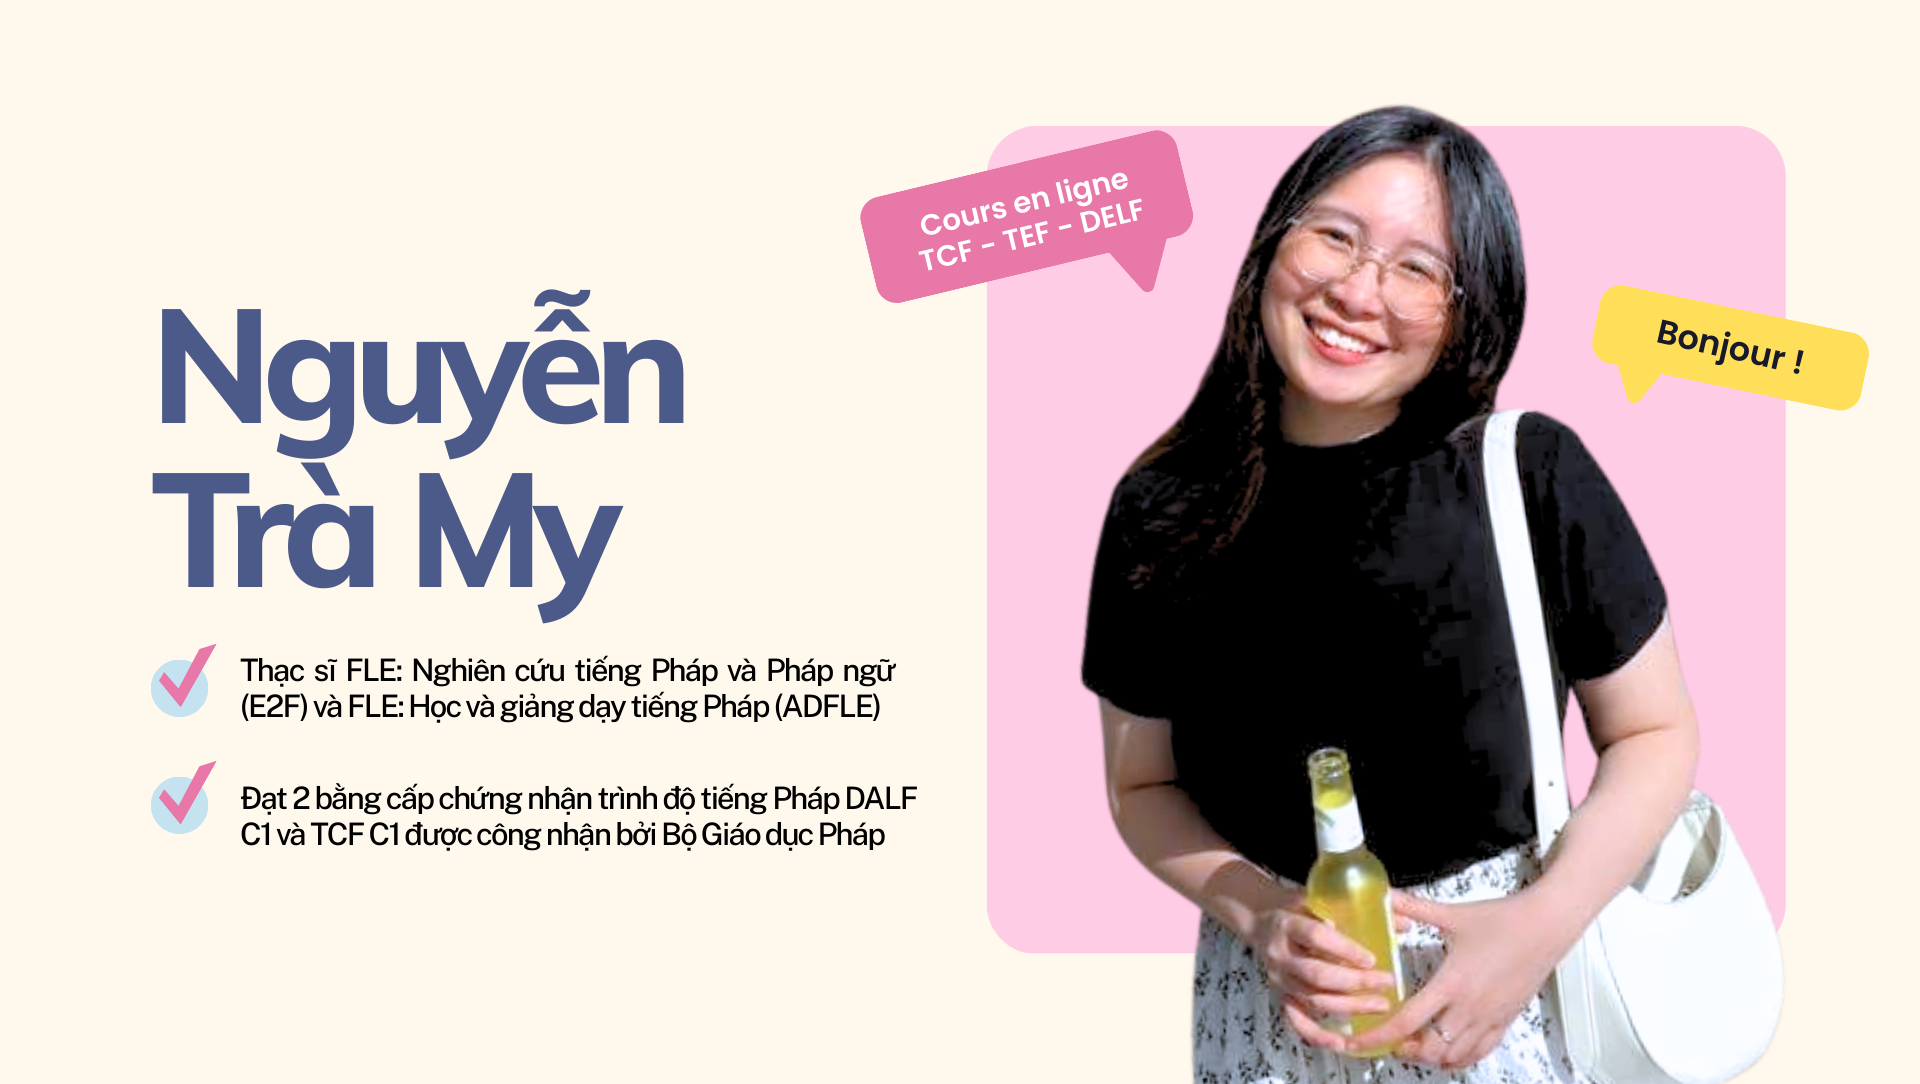 Cours en ligne
TCF - TEF - DELF
Bonjour !
Nguyễn
Trà My
Thạc sĩ FLE: Nghiên cứu tiếng Pháp và Pháp ngữ
(E2F) và FLE: Học và giảng dạy tiếng Pháp (ADFLE)
Đạt 2 bằng cấp chứng nhận trình độ tiếng Pháp DALF
C1 và TCF C1 được công nhận bởi Bộ Giáo dục Pháp